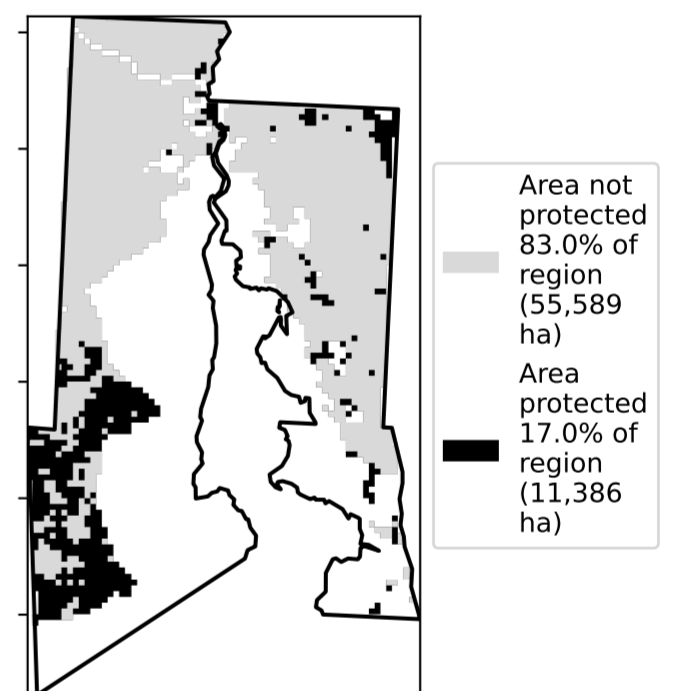 Area not
protected
83.0% of
region
(55,589
ha)
Area
protected
17.0% of
region
(11,386
ha)